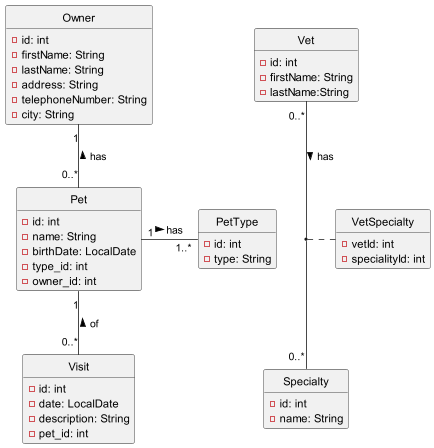 Owner
id: int
firstName: String
lastName: String
address: String
telephoneNumber: String
city: String
1
has
0..*
Pet
id: int
name: String
birthDate: LocalDate
type_id: int
owner_id: int
1
has
1..*
PetType
id: int
type: String
1
of
0..*
Visit
id: int
date: LocalDate
description: String
pet_id: int
Vet
id: int
firstName: String
lastName:String
0..*
has
VetSpecialty
vetId: int
specialityId: int
0..*
Specialty
id: int
name: String